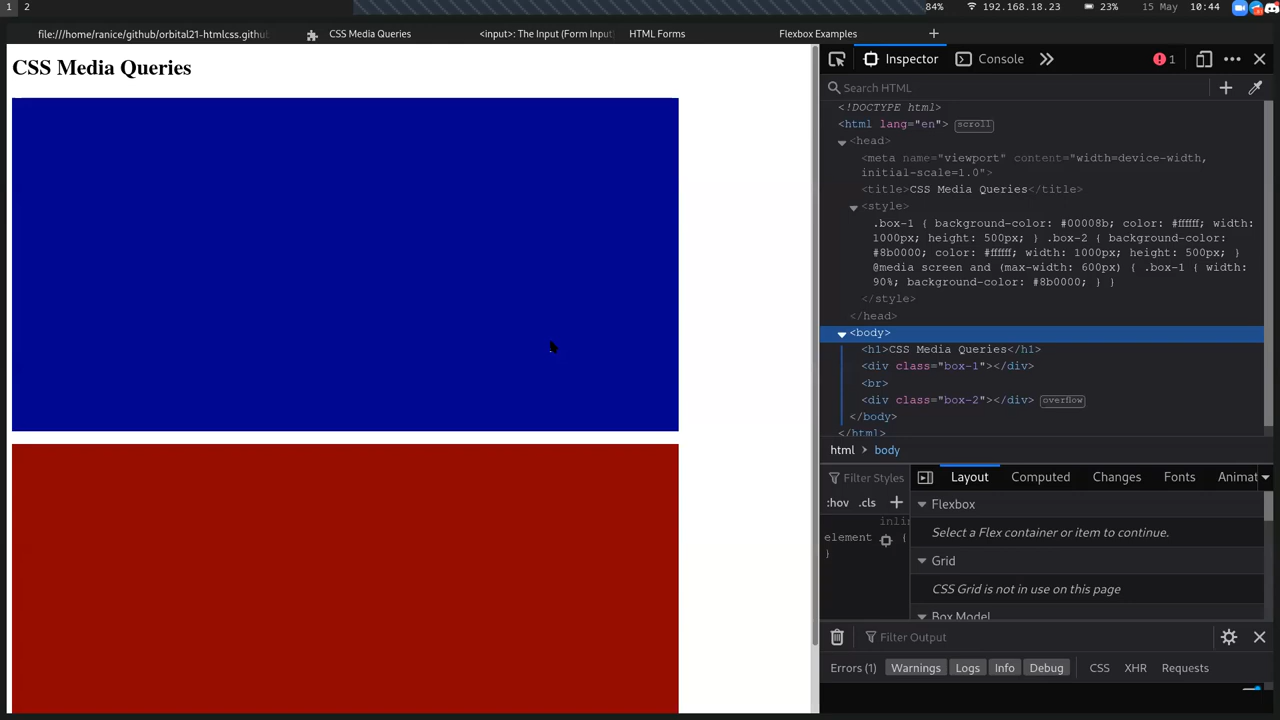 1 2 84% 192.168.18.23 23% 15 May 10:44
file:///home/ranice/github/orbital21-htmlcss.githu CSS Media Queries <input>: The Input (Form Input HTML Forms Flexbox Examples +
CSS Media Queries
Inspector Console 1
Search HTML
<!DOCTYPE html>
<html lang="en"> scroll
<head>
<meta name="viewport" content="width=device-width,
initial-scale=1.0">
<title>CSS Media Queries</title>
<style>
.box-1 { background-color: #00008b; color: #ffffff; width:
1000px; height: 500px; } .box-2 { background-color:
#8b0000; color: #ffffff; width: 1000px; height: 500px; }
@media screen and (max-width: 600px) { .box-1 { width:
90%; background-color: #8b0000; } }
</style>
</head>
<body>
<h1>CSS Media Queries</h1>
<div class="box-1"></div>
<br>
<div class="box-2"></div> overflow
</body>
</html>
html > body
Filter Styles Layout Computed Changes Fonts Animat
:hov .cls + Flexbox
inlin
element { Select a Flex container or item to continue.
}
Grid
CSS Grid is not in use on this page
Box Model
Filter Output
Errors (1) Warnings Logs Info Debug CSS XHR Requests